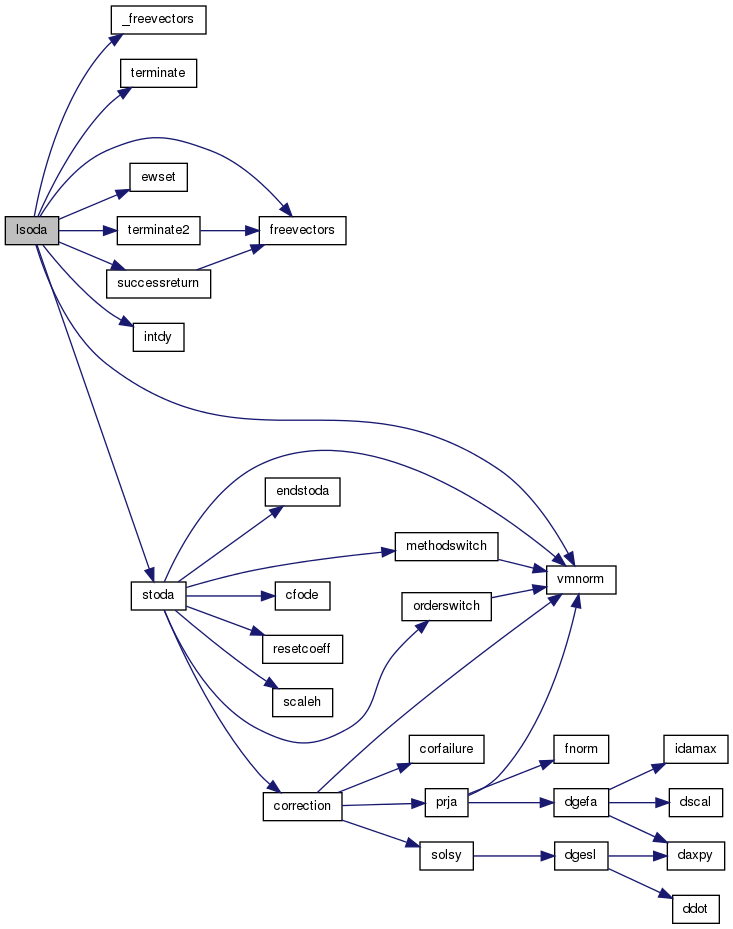 _freevectors
terminate
ewset
lsoda
terminate2
freevectors
successreturn
intdy
endstoda
methodswitch
vmnorm
stoda
cfode
orderswitch
resetcoeff
scaleh
corfailure
fnorm
idamax
correction
prja
dgefa
dscal
solsy
dgesl
daxpy
ddot